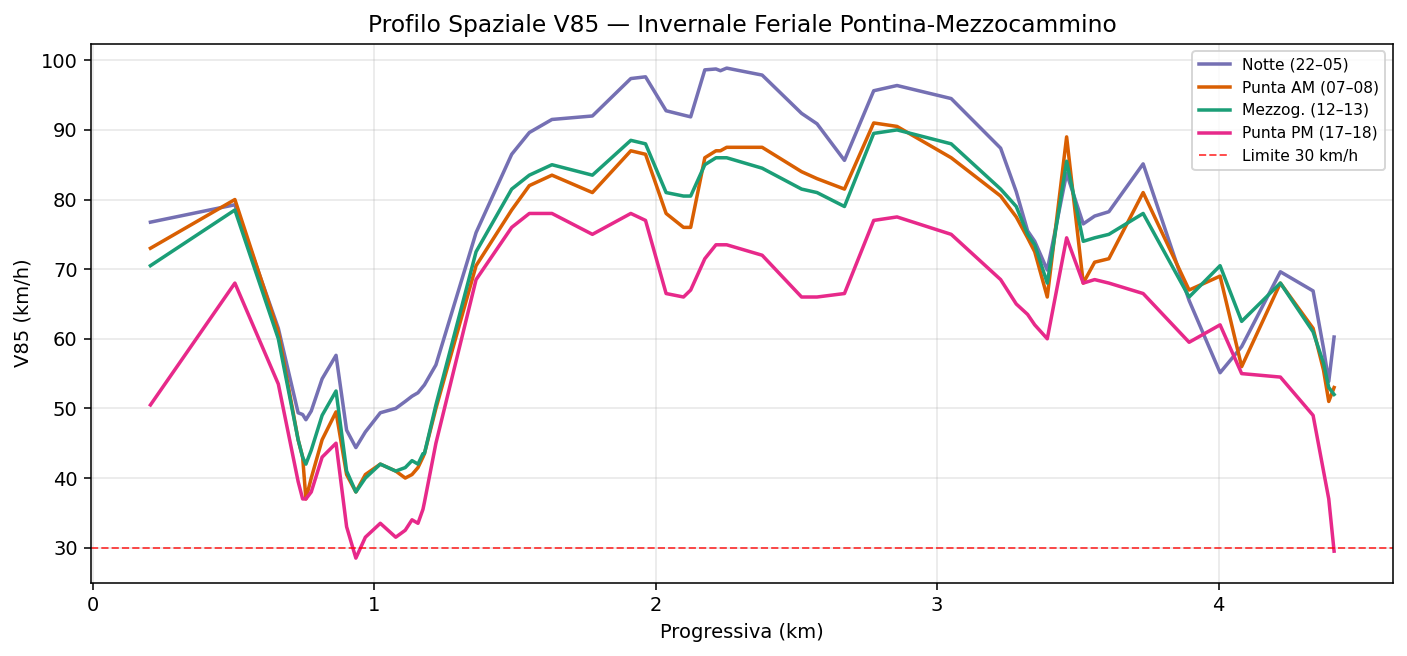 Profilo Spaziale V85 — Invernale Feriale Pontina-Mezzocammino
V85 (km/h)
100
90
80
70
60
50
40
30
0
1
2
3
4
Progressiva (km)
Notte (22–05)
Punta AM (07–08)
Mezzog. (12–13)
Punta PM (17–18)
Limite 30 km/h